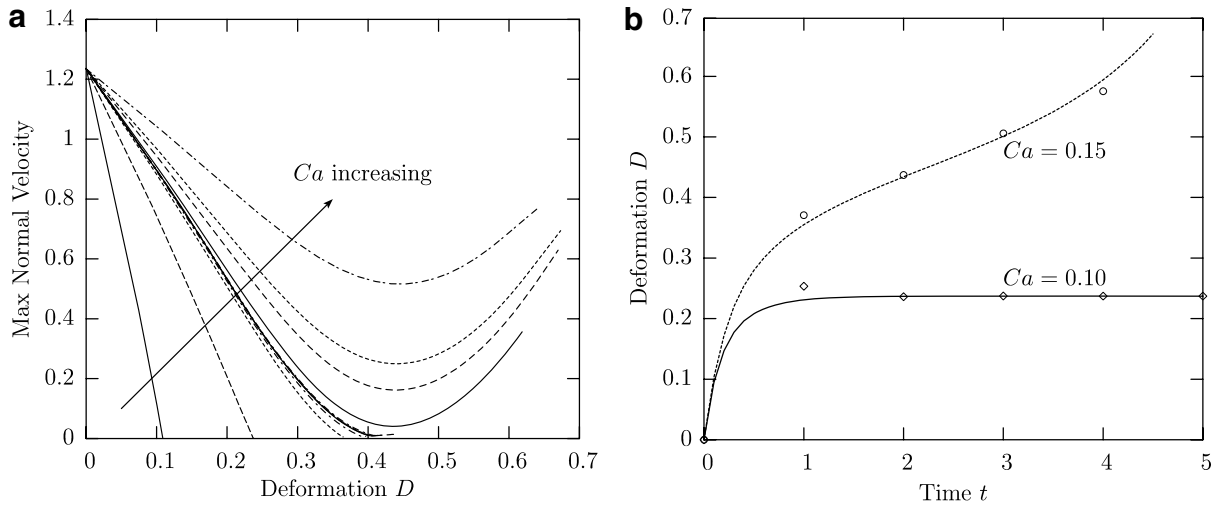 a
1.4
1.2
1
0.8
0.6
0.4
0.2
0
Max Normal Velocity
Ca increasing
0 0.1 0.2 0.3 0.4 0.5 0.6 0.7
Deformation D
b
0.7
0.6
0.5
0.4
0.3
0.2
0.1
0
Deformation D
Ca = 0.15
Ca = 0.10
0 1 2 3 4 5
Time t